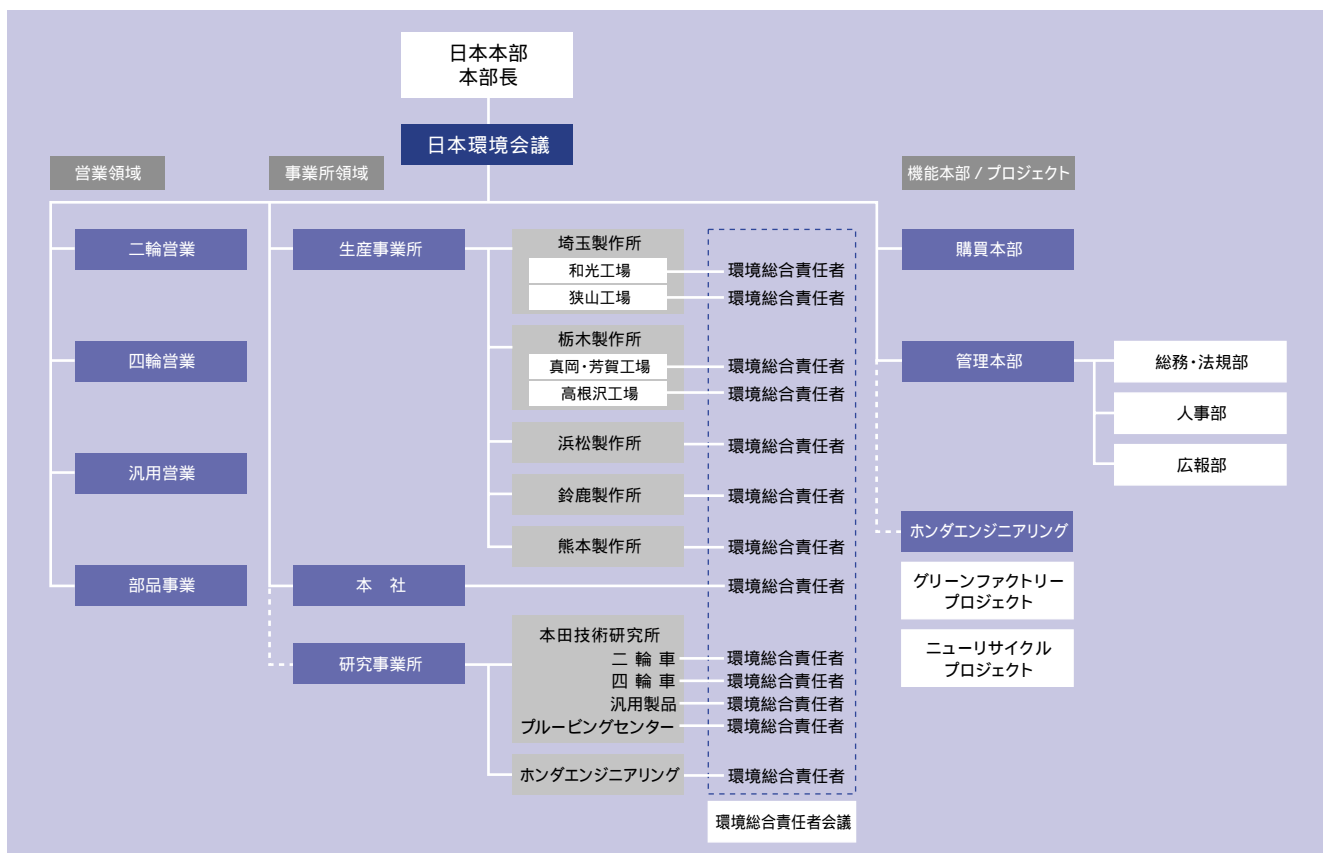 日本本部
本部長
日本環境会議
営業領域
二輪営業
四輪営業
汎用営業
部品事業
事業所領域
生産事業所
埼玉製作所
和光工場 環境総合責任者
狭山工場 環境総合責任者
栃木製作所
真岡・芳賀工場 環境総合責任者
高根沢工場 環境総合責任者
浜松製作所 環境総合責任者
鈴鹿製作所 環境総合責任者
熊本製作所 環境総合責任者
本 社 環境総合責任者
研究事業所
本田技術研究所
二 輪 車 環境総合責任者
四 輪 車 環境総合責任者
汎用製品 環境総合責任者
プルービングセンター 環境総合責任者
ホンダエンジニアリング 環境総合責任者
環境総合責任者会議
機能本部 / プロジェクト
購買本部
管理本部
総務・法規部
人事部
広報部
ホンダエンジニアリング
グリーンファクトリー
プロジェクト
ニューリサイクル
プロジェクト